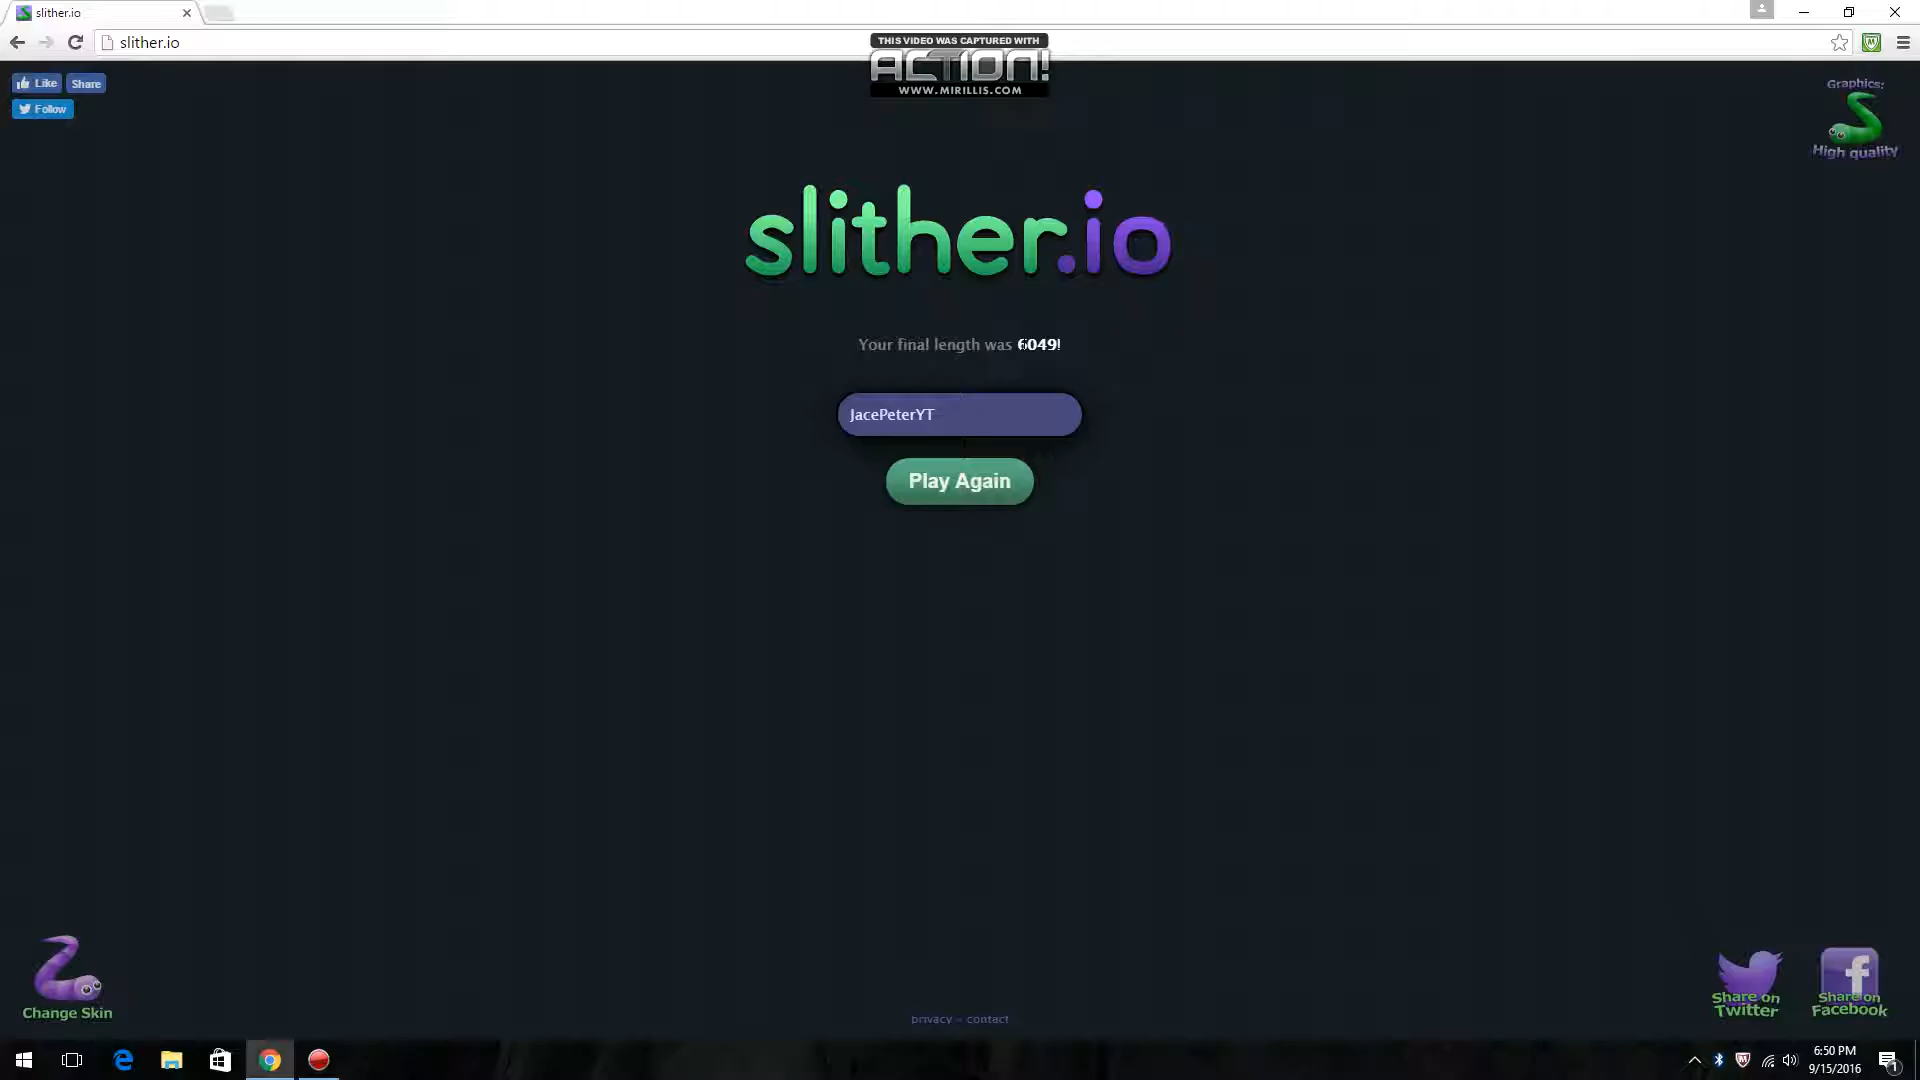 slither.io
slither.io
THIS VIDEO WAS CAPTURED WITH
ACTION!
WWW.MIRILLIS.COM
Like
Share
Follow
Graphics:
High quality
slither.io
Your final length was 6049!
JacePeterYT
Play Again
Change Skin
privacy - contact
Share on
Twitter
Share on
Facebook
6:50 PM
9/15/2016
1